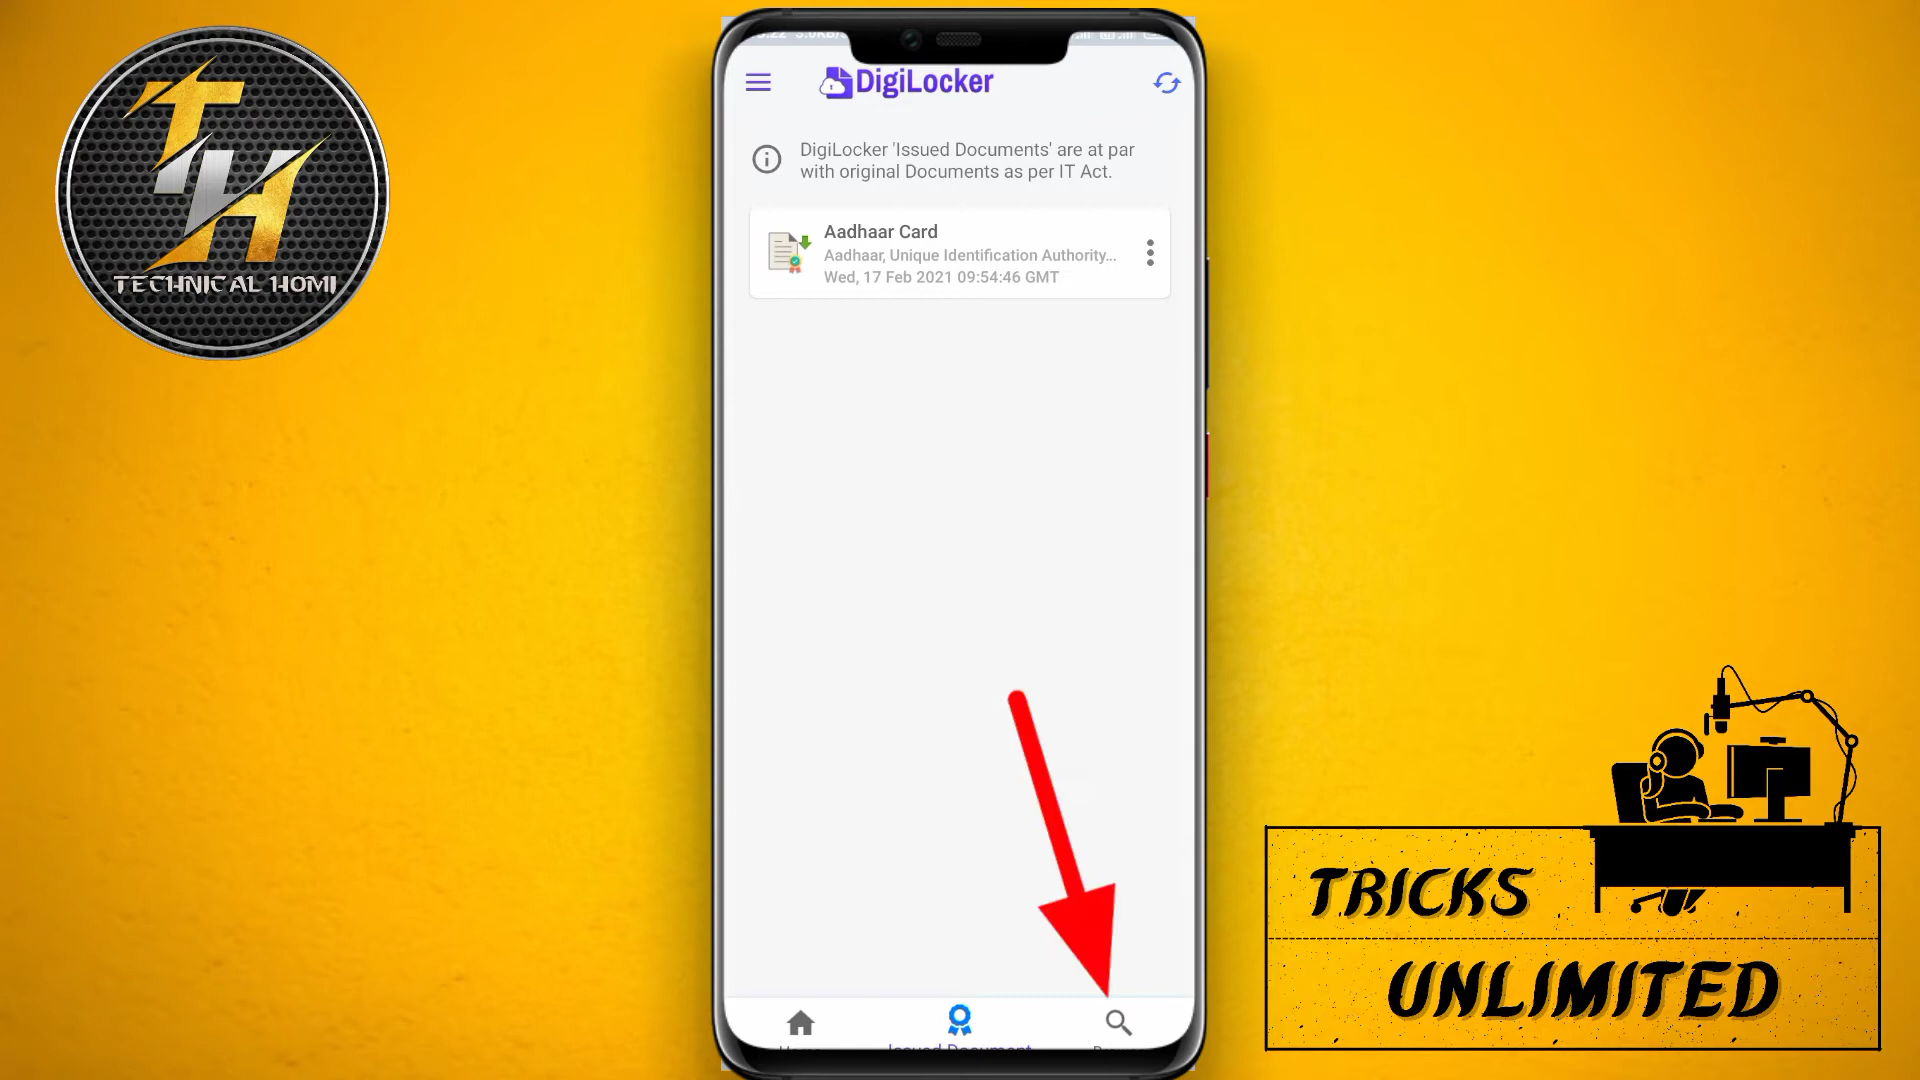 TH
TECHNICAL HOMI
DigiLocker
DigiLocker 'Issued Documents' are at par
with original Documents as per IT Act.
Aadhaar Card
Aadhaar, Unique Identification Authority...
Wed, 17 Feb 2021 09:54:46 GMT
Issued Document
TRICKS
UNLIMITED